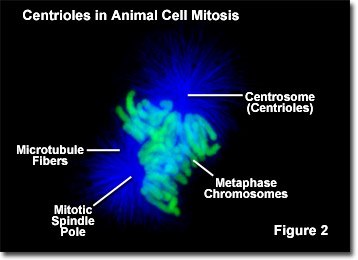 Centrioles in Animal Cell Mitosis
Centrosome
(Centrioles)
Microtubule
Fibers
Metaphase
Chromosomes
Mitotic
Spindle
Pole
Figure 2